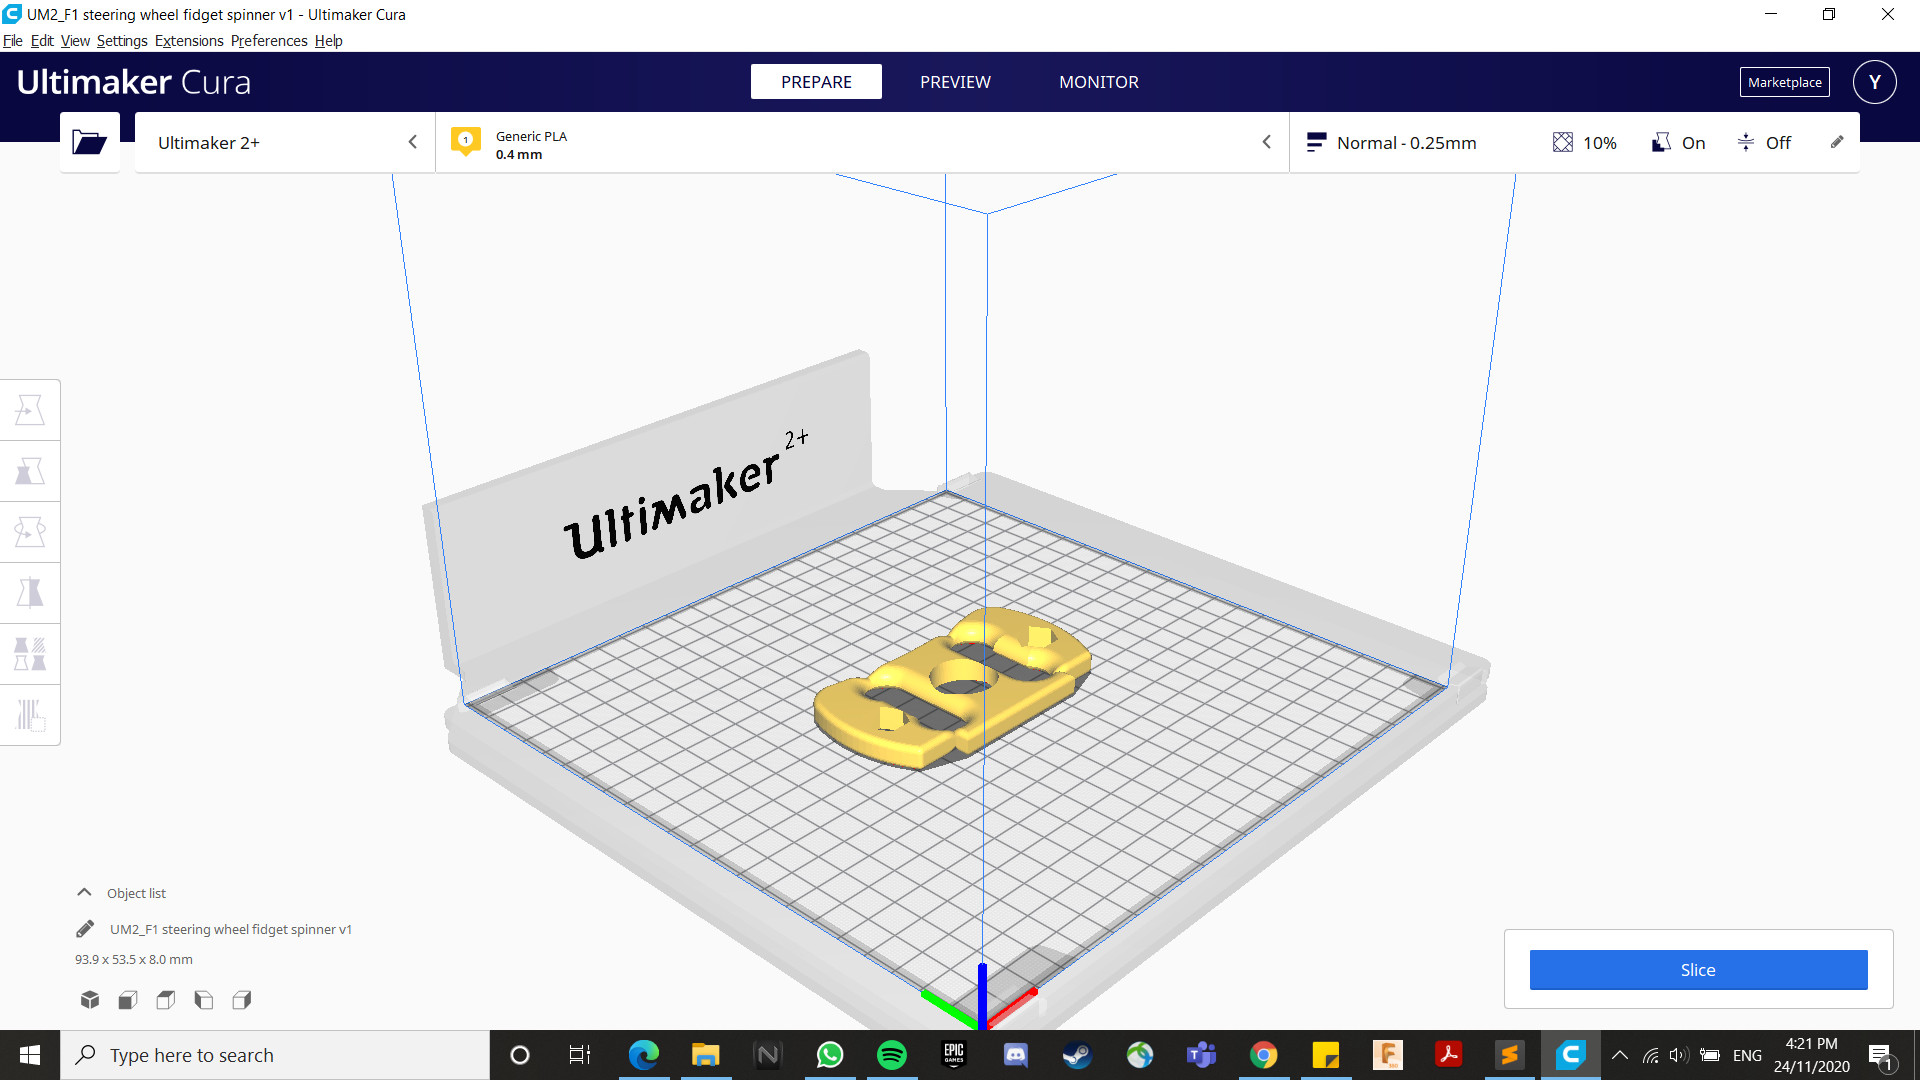 UM2_F1 steering wheel fidget spinner v1 - Ultimaker Cura
File Edit View Settings Extensions Preferences Help
Ultimaker Cura
PREPARE
PREVIEW
MONITOR
Marketplace
Y
Ultimaker 2+
1
Generic PLA
0.4 mm
Normal - 0.25mm
10%
On
Off
Ultimaker 2+
Object list
UM2_F1 steering wheel fidget spinner v1
93.9 x 53.5 x 8.0 mm
Slice
Type here to search
EPIC
GAMES
ENG
4:21 PM
24/11/2020
1